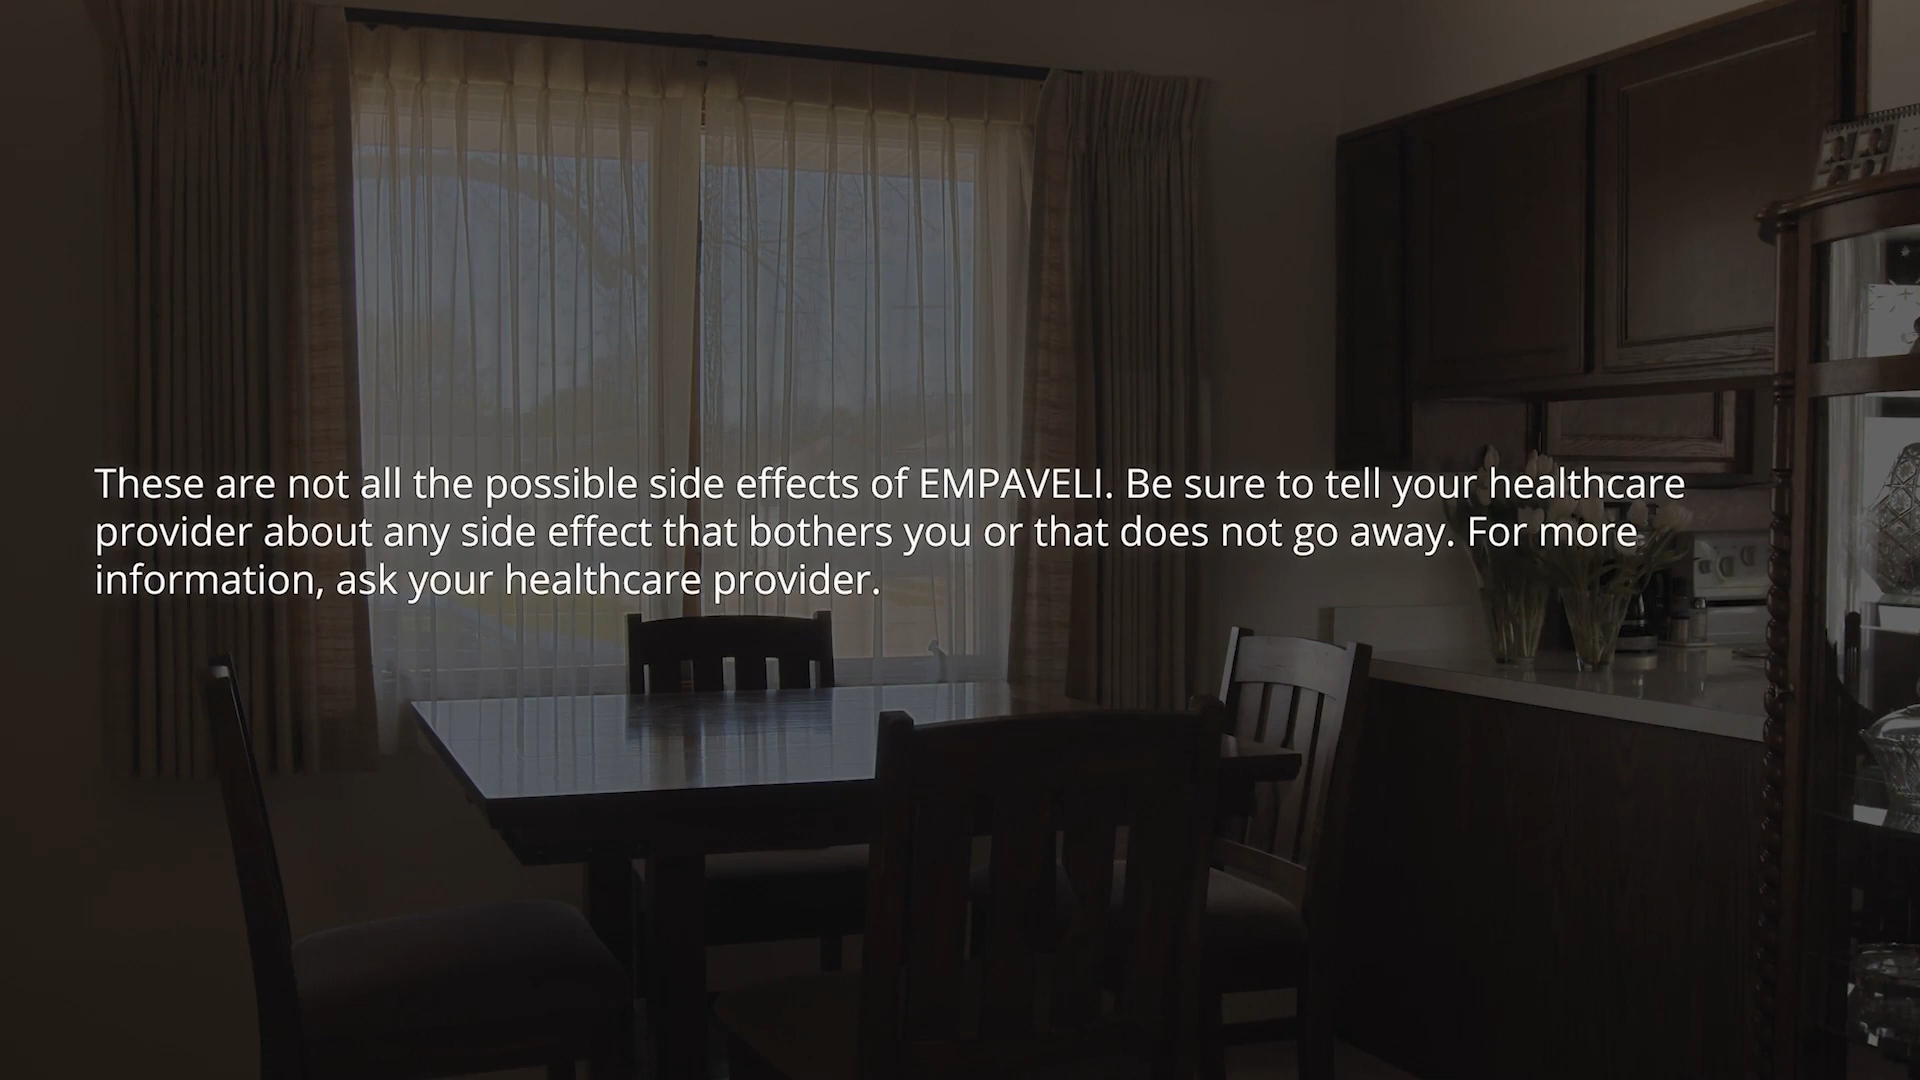 These are not all the possible side effects of EMPAVELI. Be sure to tell your healthcare
provider about any side effect that bothers you or that does not go away. For more
information, ask your healthcare provider.